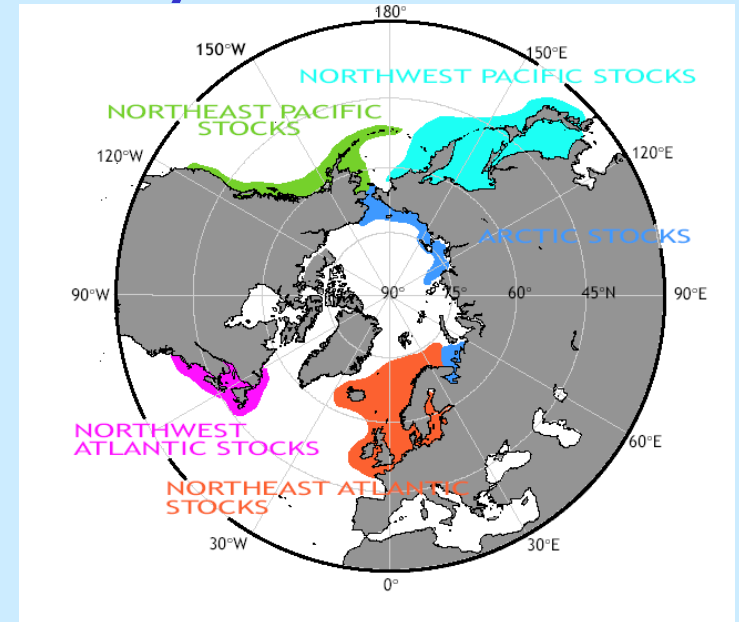 180°
150°W
150°E
NORTHWEST PACIFIC STOCKS
NORTHEAST PACIFIC
STOCKS
120°W
120°E
ARCTIC STOCKS
90°W
90°
75°
60°
45°N
90°E
NORTHWEST
ATLANTIC STOCKS
60°E
NORTHEAST ATLANTIC
STOCKS
30°W
30°E
0°